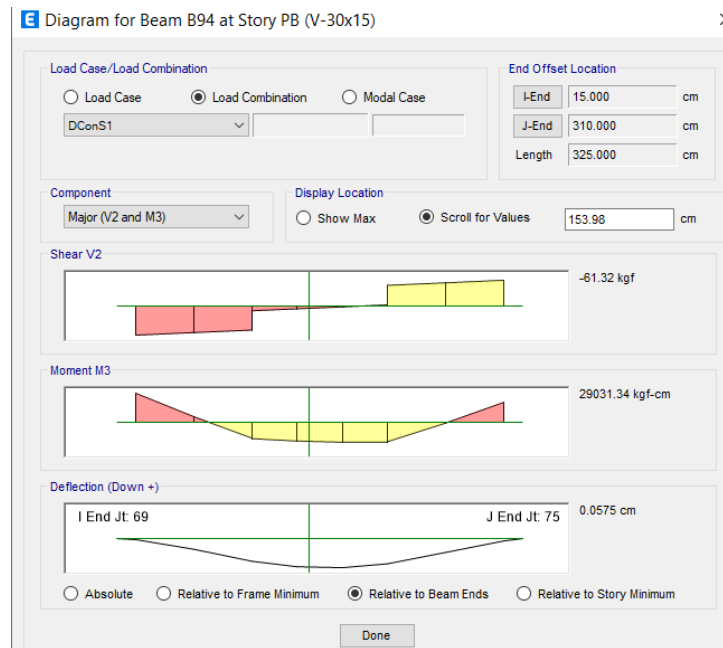 E Diagram for Beam B94 at Story PB (V-30x15)
Load Case/Load Combination
Load Case Load Combination Modal Case
DConS1
End Offset Location
I-End 15.000 cm
J-End 310.000 cm
Length 325.000 cm
Component
Major (V2 and M3)
Display Location
Show Max Scroll for Values 153.98 cm
Shear V2
-61.32 kgf
Moment M3
29031.34 kgf-cm
Deflection (Down +)
I End Jt: 69 J End Jt: 75 0.0575 cm
Absolute Relative to Frame Minimum Relative to Beam Ends Relative to Story Minimum
Done